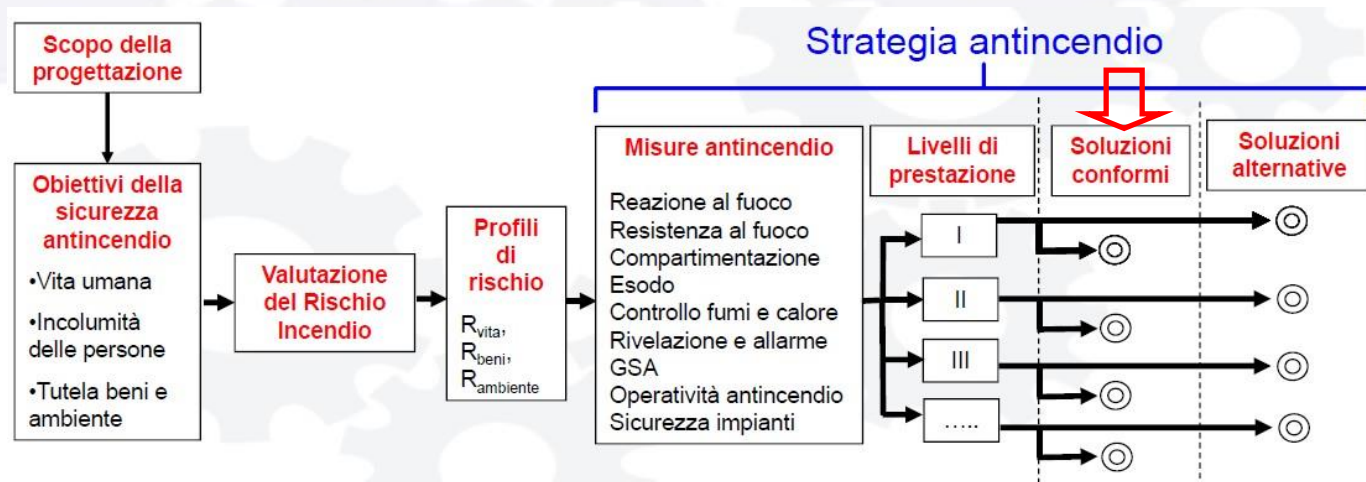 Strategia antincendio
Scopo della
progettazione
Obiettivi della
sicurezza
antincendio
•Vita umana
•Incolumità
delle persone
•Tutela beni e
ambiente
Valutazione
del Rischio
Incendio
Profili
di
rischio
Rvita,
Rbeni,
Rambiente
Misure antincendio
Reazione al fuoco
Resistenza al fuoco
Compartimentazione
Esodo
Controllo fumi e calore
Rivelazione e allarme
GSA
Operatività antincendio
Sicurezza impianti
Livelli di
prestazione
I
II
III
.....
Soluzioni
conformi
Soluzioni
alternative